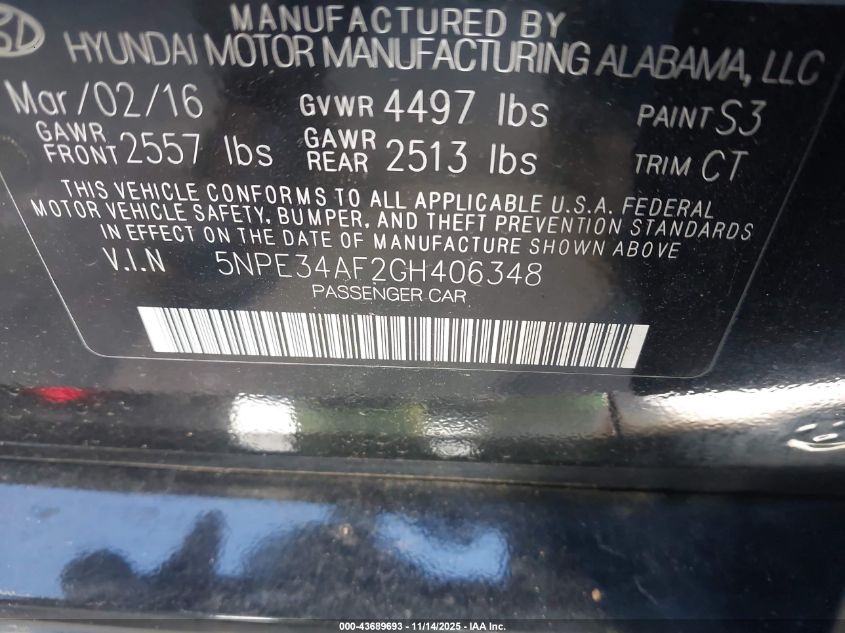 MANUFACTURED BY
HYUNDAI MOTOR MANUFACTURING ALABAMA, LLC
Mar/02/16 GVWR 4497 lbs PAINT S3
GAWR FRONT 2557 lbs GAWR REAR 2513 lbs TRIM CT
THIS VEHICLE CONFORMS TO ALL APPLICABLE U.S.A. FEDERAL
MOTOR VEHICLE SAFETY, BUMPER, AND THEFT PREVENTION STANDARDS
IN EFFECT ON THE DATE OF MANUFACTURE SHOWN ABOVE
V.I.N 5NPE34AF2GH406348
PASSENGER CAR
000-43689693 - 11/14/2025 - IAA Inc.